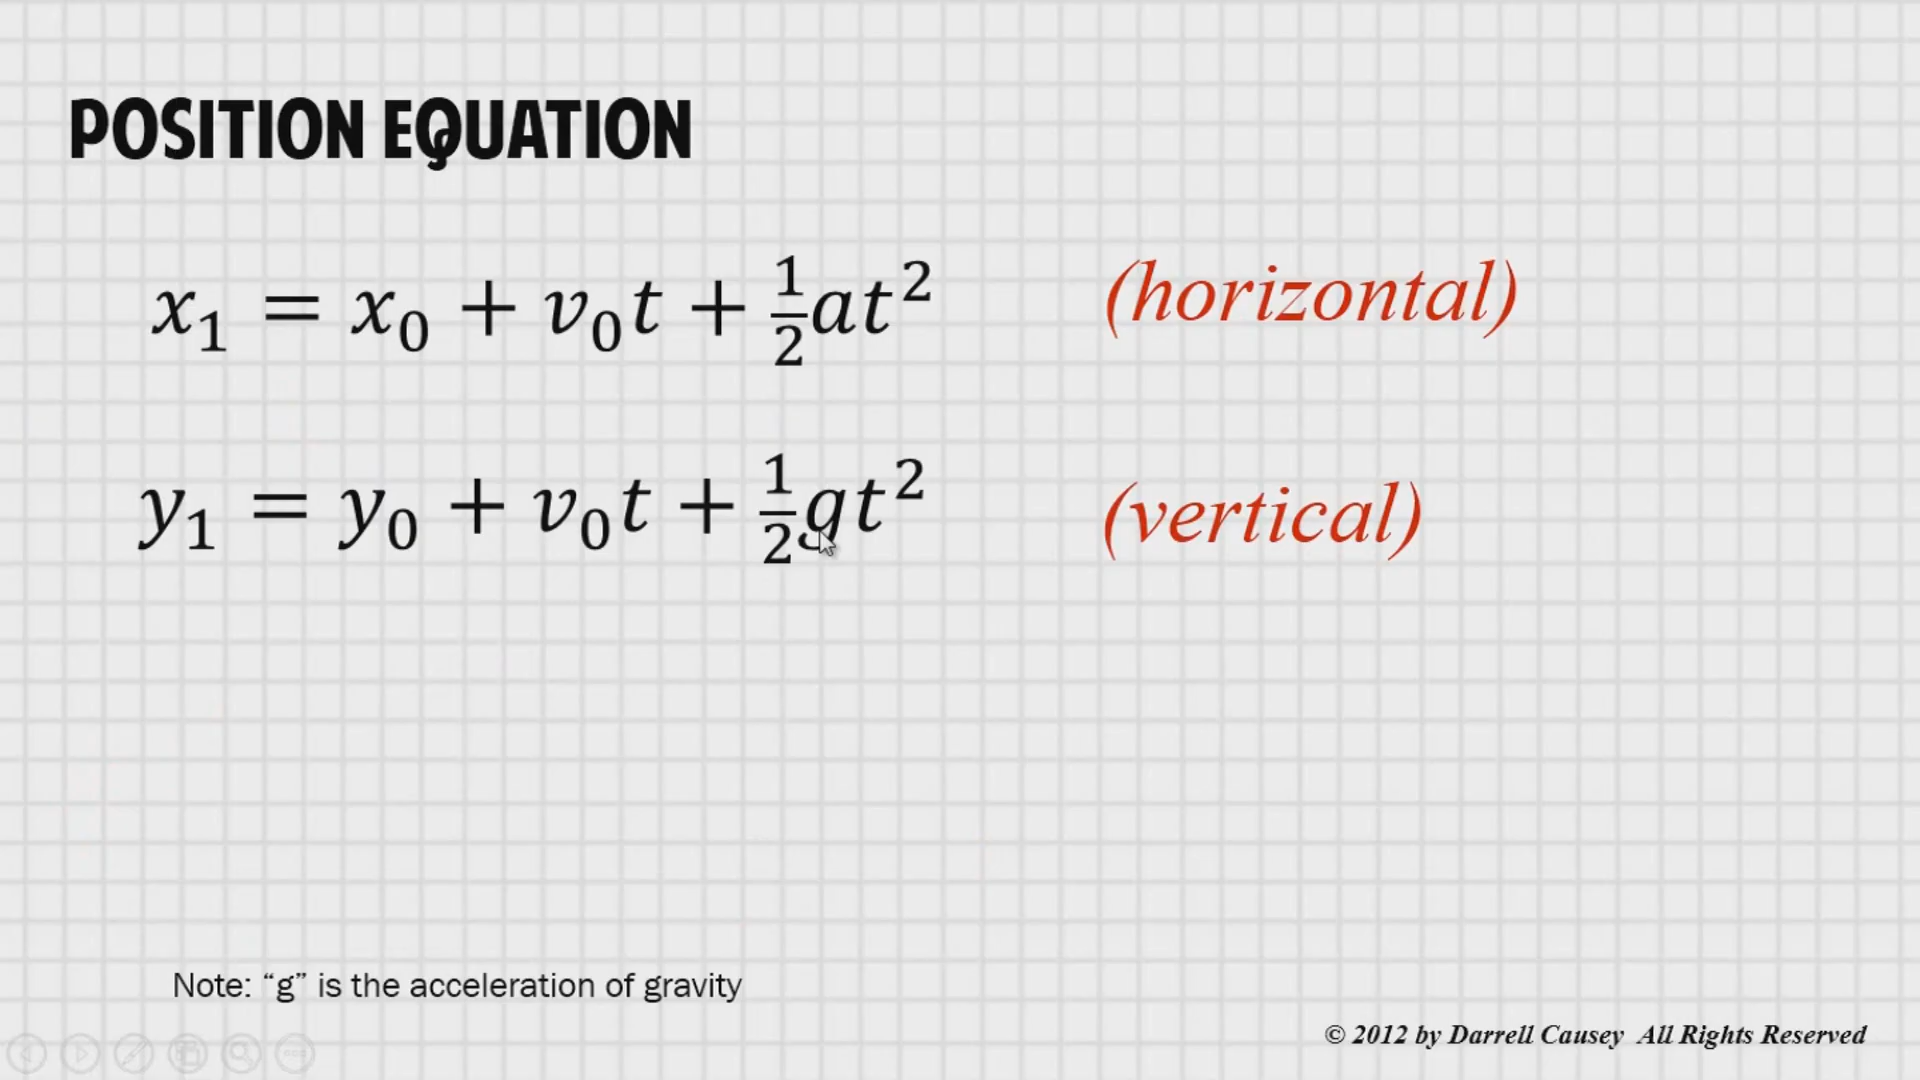 POSITION EQUATION
x₁ = x₀ + v₀t + ½at² (horizontal)
y₁ = y₀ + v₀t + ½gt² (vertical)
Note: “g” is the acceleration of gravity
© 2012 by Darrell Causey All Rights Reserved